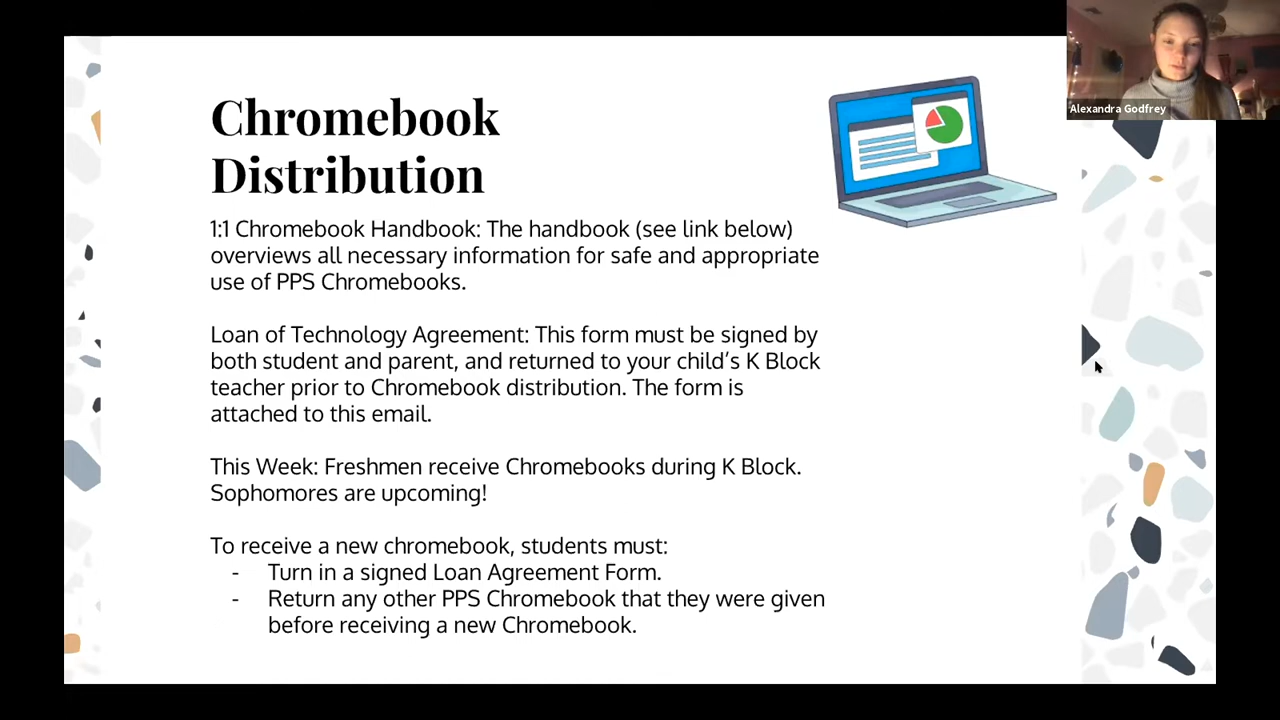 Chromebook
Distribution
1:1 Chromebook Handbook: The handbook (see link below)
overviews all necessary information for safe and appropriate
use of PPS Chromebooks.
Loan of Technology Agreement: This form must be signed by
both student and parent, and returned to your child’s K Block
teacher prior to Chromebook distribution. The form is
attached to this email.
This Week: Freshmen receive Chromebooks during K Block.
Sophomores are upcoming!
To receive a new chromebook, students must:
- Turn in a signed Loan Agreement Form.
- Return any other PPS Chromebook that they were given
before receiving a new Chromebook.
Alexandra Godfrey